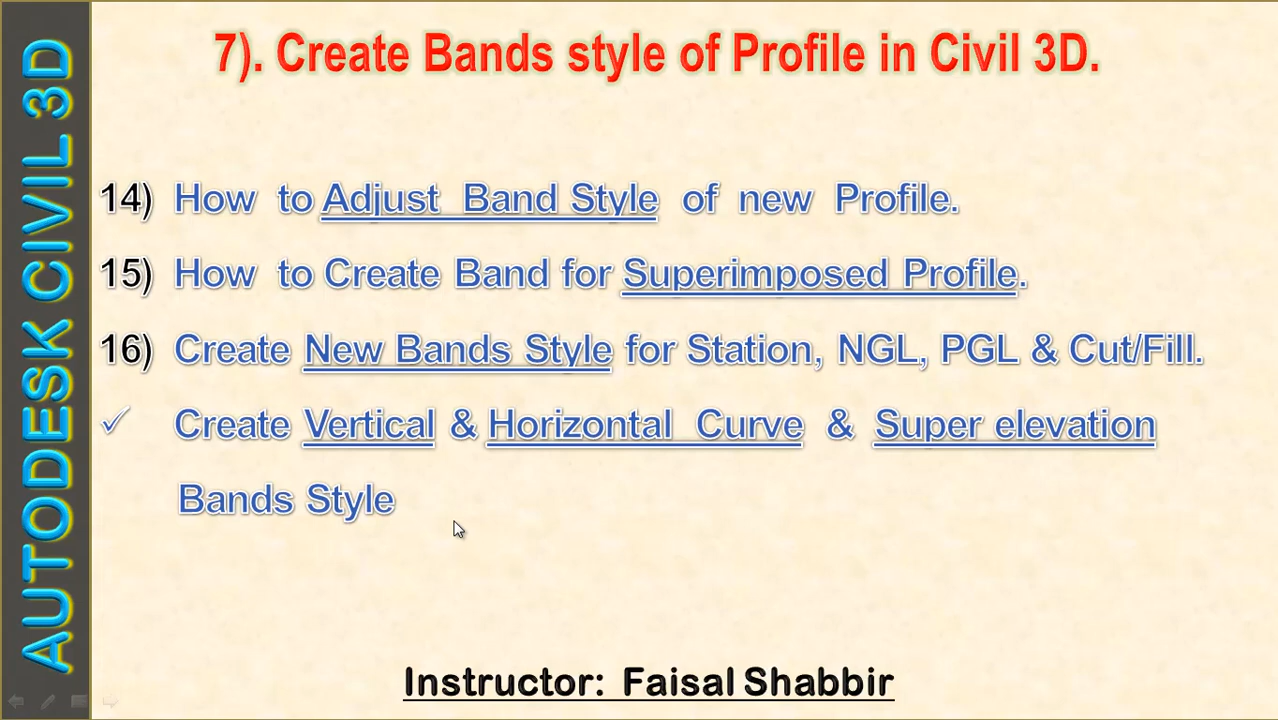 AUTODESK CIVIL 3D
7). Create Bands style of Profile in Civil 3D.
14) How to Adjust Band Style of new Profile.
15) How to Create Band for Superimposed Profile.
16) Create New Bands Style for Station, NGL, PGL & Cut/Fill.
✓ Create Vertical & Horizontal Curve & Super elevation
Bands Style
Instructor: Faisal Shabbir